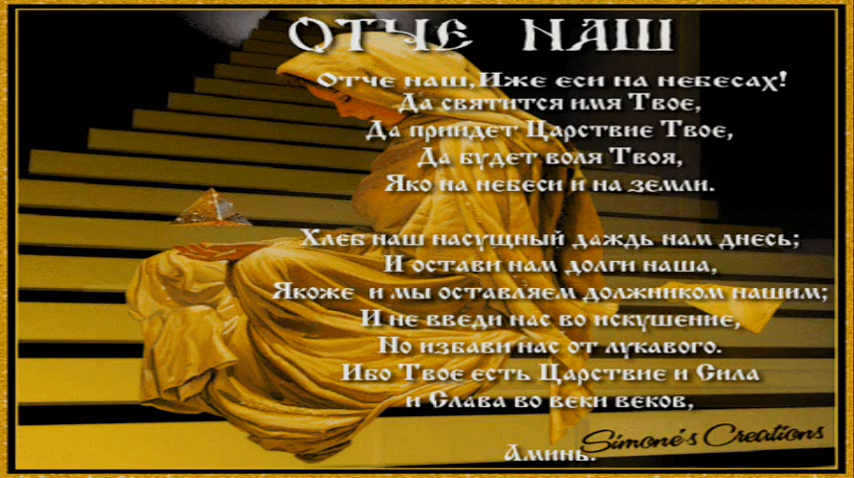 ОТЧЕ НАШ
Отче наш,Иже еси на небесах!
Да святится имя Твое,
Да приидет Царствие Твое,
Да будет воля Твоя,
Яко на небеси и на земли.
Хлеб наш насущный даждь нам днесь;
И остави нам долги наша,
Якоже и мы оставляем должником нашим;
И не введи нас во искушение,
Но избави нас от лукавого.
Ибо Твое есть Царствие и Сила
и Слава во веки веков,
Аминь.
Simoné's Creations